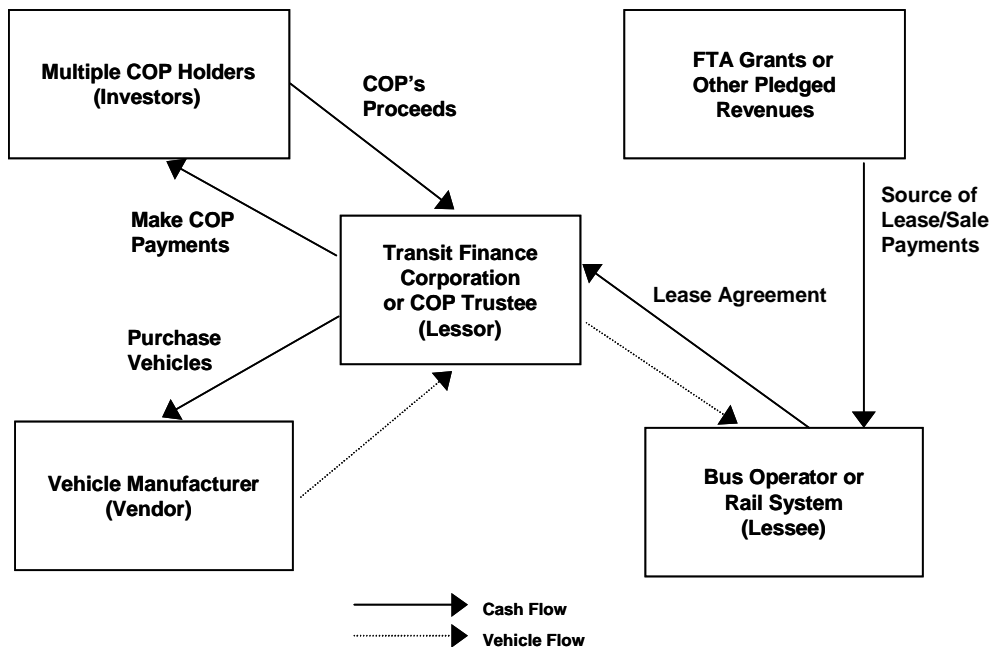 Multiple COP Holders
(Investors)
COP's
Proceeds
FTA Grants or
Other Pledged
Revenues
Make COP
Payments
Source of
Lease/Sale
Payments
Transit Finance
Corporation
or COP Trustee
(Lessor)
Lease Agreement
Purchase
Vehicles
Vehicle Manufacturer
(Vendor)
Bus Operator or
Rail System
(Lessee)
Cash Flow
Vehicle Flow